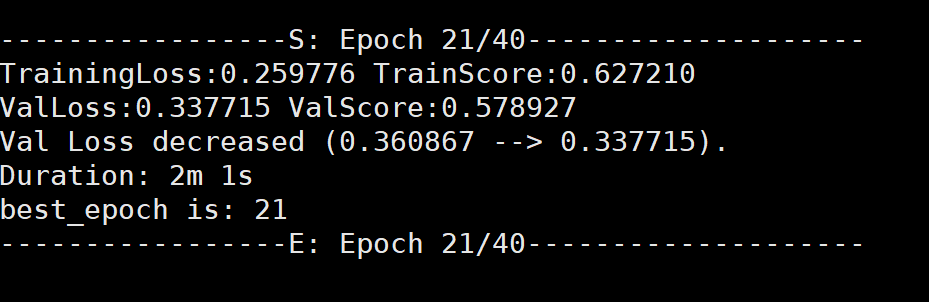 -----------------S: Epoch 21/40--------------------
TrainingLoss:0.259776 TrainScore:0.627210
ValLoss:0.337715 ValScore:0.578927
Val Loss decreased (0.360867 --> 0.337715).
Duration: 2m 1s
best_epoch is: 21
-----------------E: Epoch 21/40--------------------